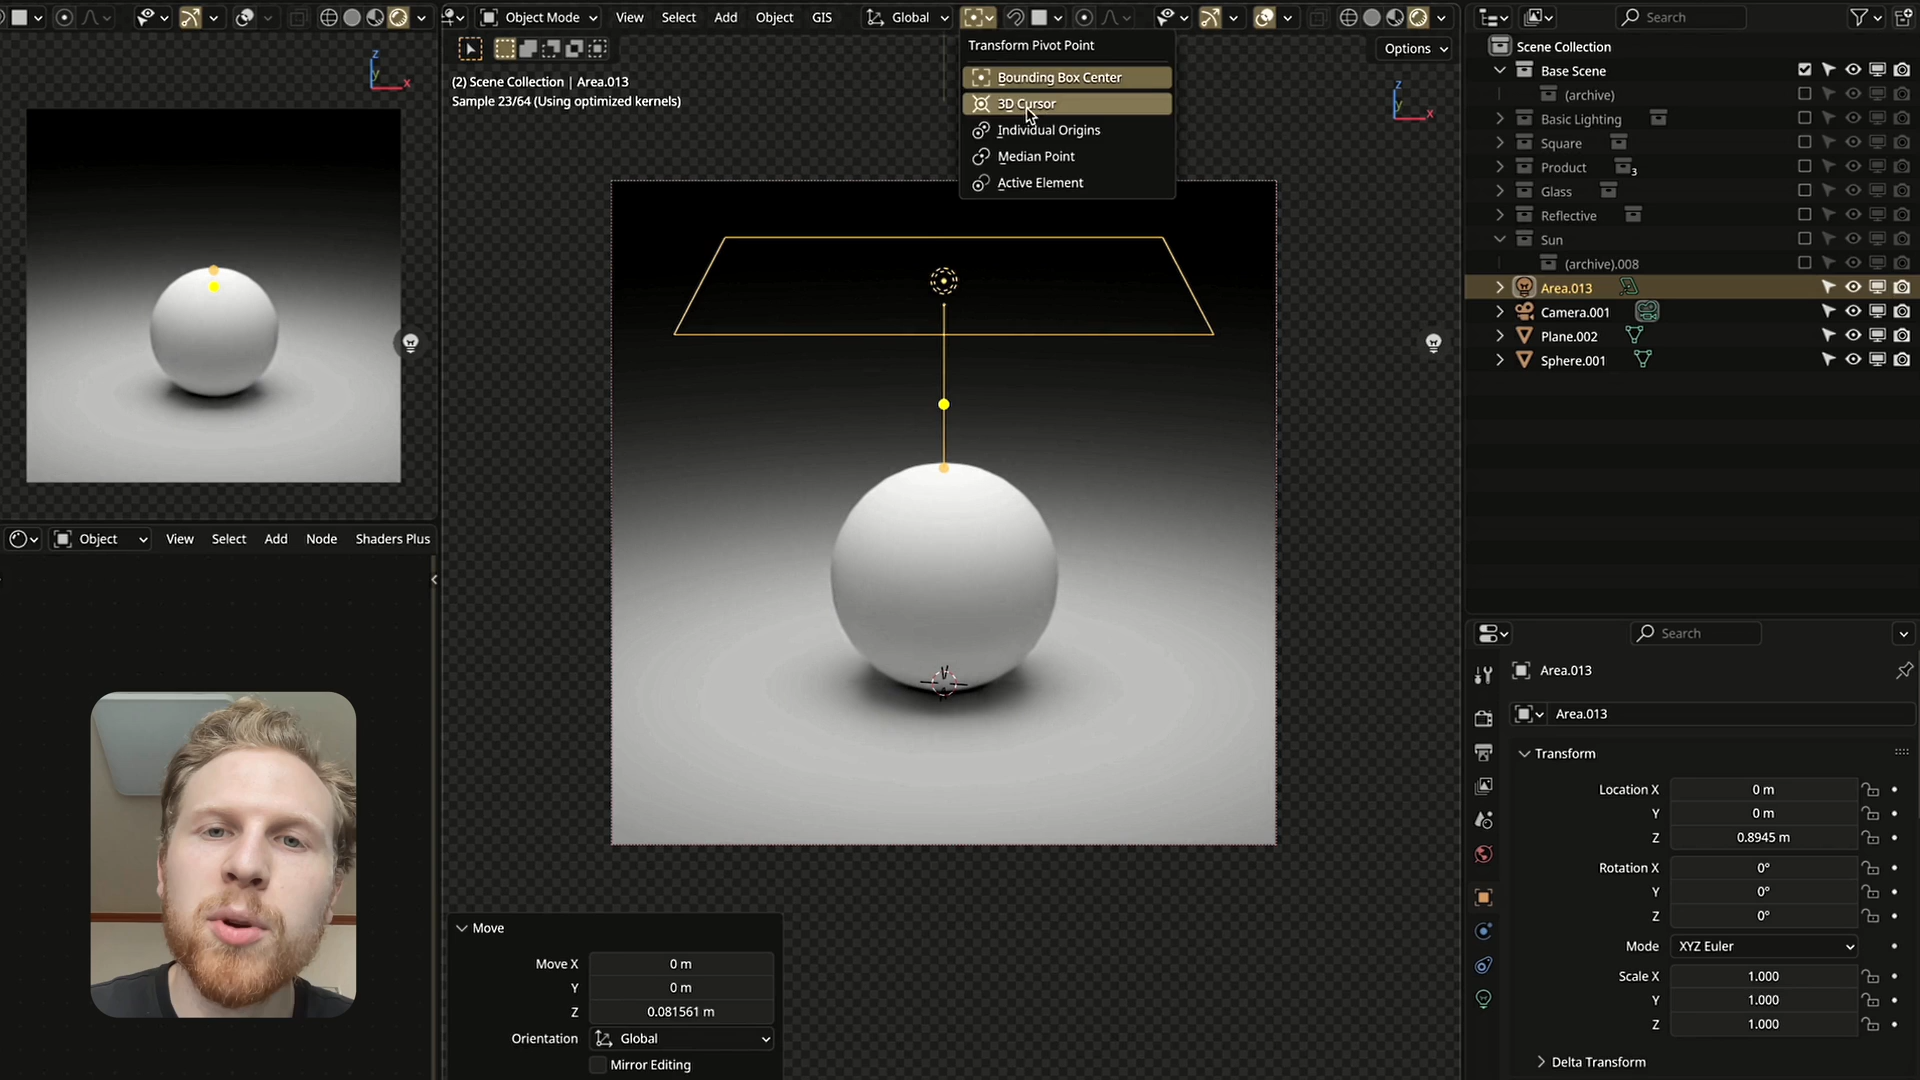 Object Mode
View
Select
Add
Object
GIS
Global
Search
Transform Pivot Point
Options
Bounding Box Center
3D Cursor
Individual Origins
Median Point
Active Element
(2) Scene Collection | Area.013
Sample 23/64 (Using optimized kernels)
z
y
x
z
y
x
Scene Collection
Base Scene
(archive)
Basic Lighting
Square
Product
3
Glass
Reflective
Sun
(archive).008
Area.013
Camera.001
Plane.002
Sphere.001
Object
View
Select
Add
Node
Shaders Plus
Move
Move X 0 m
Y 0 m
Z 0.081561 m
Orientation Global
Mirror Editing
Search
Area.013
Area.013
Transform
Location X 0 m
Y 0 m
Z 0.8945 m
Rotation X 0°
Y 0°
Z 0°
Mode XYZ Euler
Scale X 1.000
Y 1.000
Z 1.000
Delta Transform